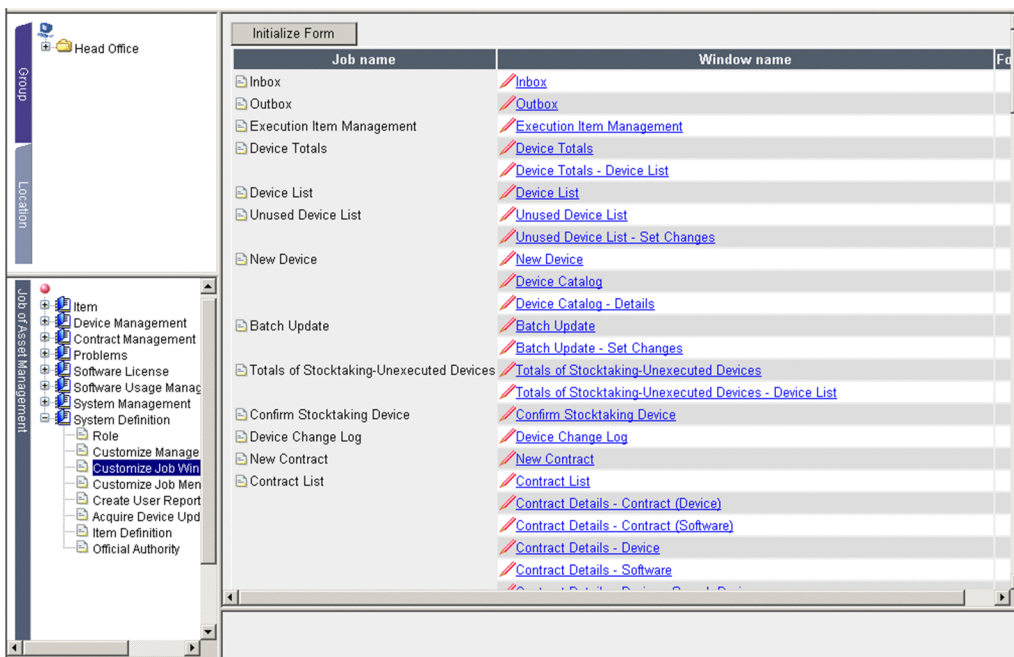 Head Office
Group
Location
Job of Asset Management
Item
Device Management
Contract Management
Problems
Software License
Software Usage Manag
System Management
System Definition
Role
Customize Manage
Customize Job Win
Customize Job Men
Create User Report
Acquire Device Upd
Item Definition
Official Authority
Initialize Form
Job name Window name Fo
Inbox Inbox
Outbox Outbox
Execution Item Management Execution Item Management
Device Totals Device Totals
Device Totals - Device List
Device List Device List
Unused Device List Unused Device List
Unused Device List - Set Changes
New Device New Device
Device Catalog
Device Catalog - Details
Batch Update Batch Update
Batch Update - Set Changes
Totals of Stocktaking-Unexecuted Devices Totals of Stocktaking-Unexecuted Devices
Totals of Stocktaking-Unexecuted Devices - Device List
Confirm Stocktaking Device Confirm Stocktaking Device
Device Change Log Device Change Log
New Contract New Contract
Contract List Contract List
Contract Details - Contract (Device)
Contract Details - Contract (Software)
Contract Details - Device
Contract Details - Software